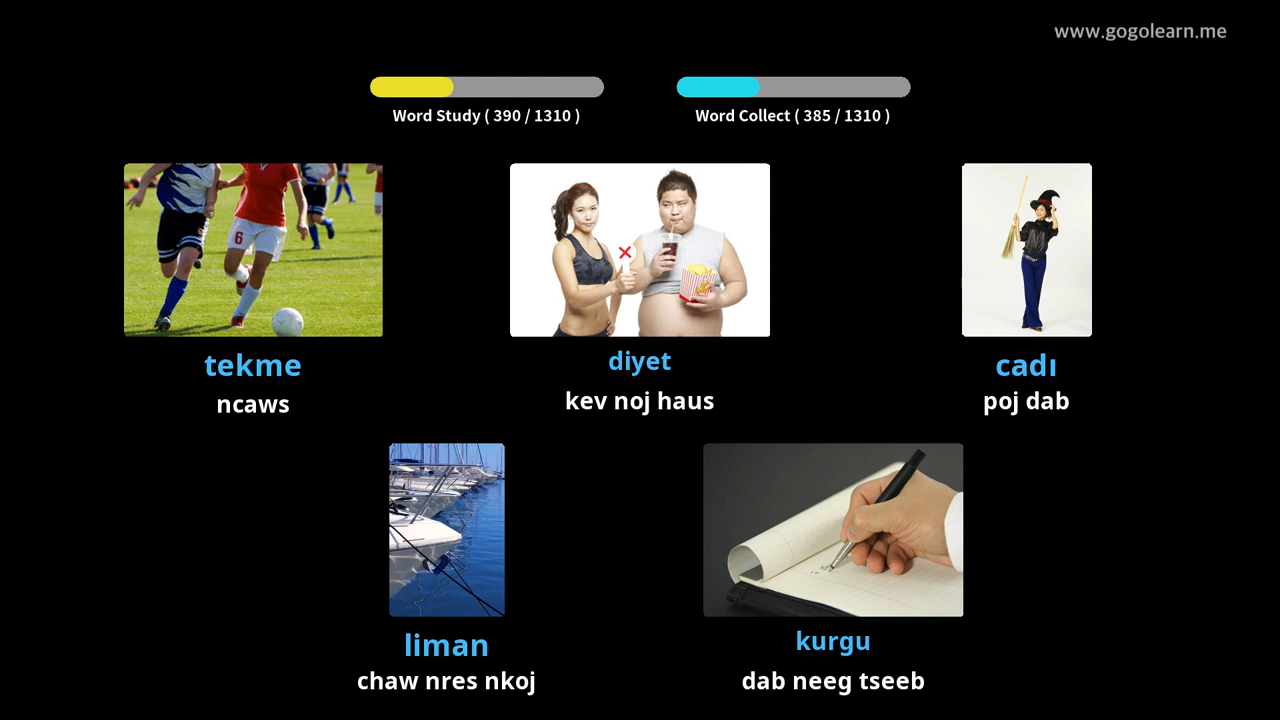 www.gogolearn.me
Word Study ( 390 / 1310 )
Word Collect ( 385 / 1310 )
6
tekme
ncaws
diyet
kev noj haus
cadı
poj dab
liman
chaw nres nkoj
kurgu
dab neeg tseeb